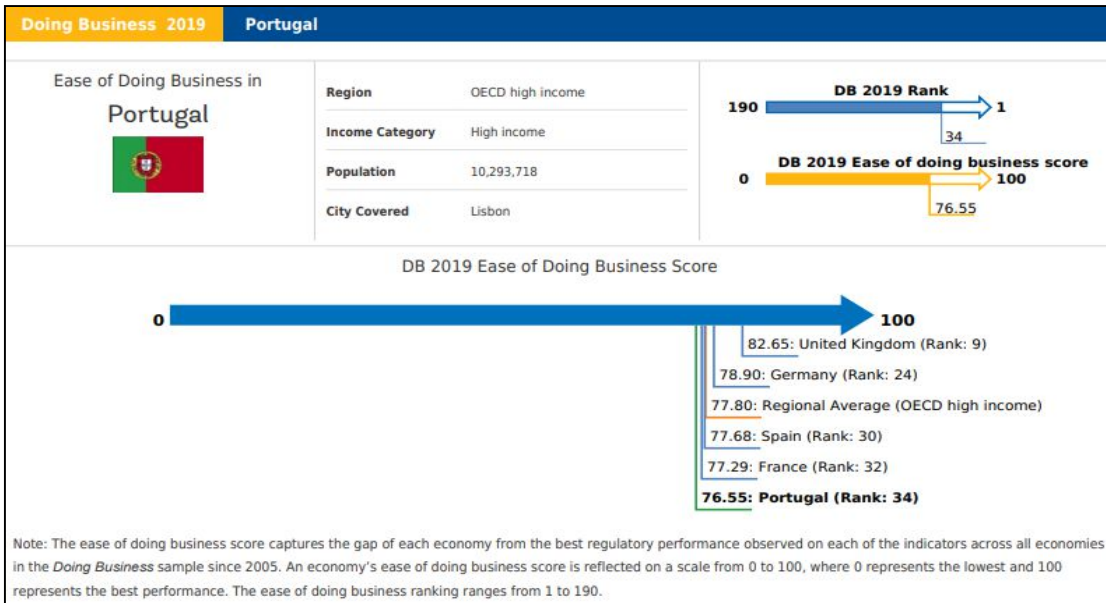 Doing Business 2019 Portugal
Ease of Doing Business in
Portugal
Region OECD high income
Income Category High income
Population 10,293,718
City Covered Lisbon
DB 2019 Rank
190 1
34
DB 2019 Ease of doing business score
0 100
76.55
DB 2019 Ease of Doing Business Score
0 100
82.65: United Kingdom (Rank: 9)
78.90: Germany (Rank: 24)
77.80: Regional Average (OECD high income)
77.68: Spain (Rank: 30)
77.29: France (Rank: 32)
76.55: Portugal (Rank: 34)
Note: The ease of doing business score captures the gap of each economy from the best regulatory performance observed on each of the indicators across all economies
in the Doing Business sample since 2005. An economy’s ease of doing business score is reflected on a scale from 0 to 100, where 0 represents the lowest and 100
represents the best performance. The ease of doing business ranking ranges from 1 to 190.